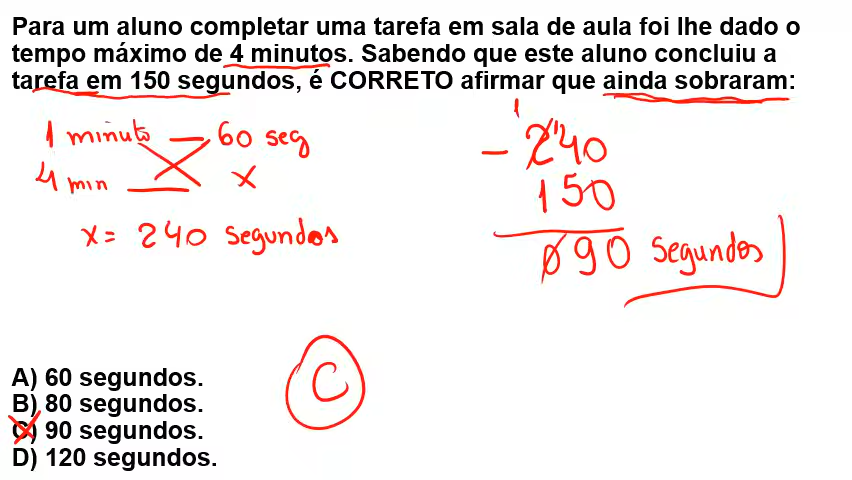 Para um aluno completar uma tarefa em sala de aula foi lhe dado o
tempo máximo de 4 minutos. Sabendo que este aluno concluiu a
tarefa em 150 segundos, é CORRETO afirmar que ainda sobraram:
1 minuto — 60 seg
4 min — x
x = 240 segundos
1 1
- 240
150
090 segundos
C
A) 60 segundos.
B) 80 segundos.
C) 90 segundos.
D) 120 segundos.